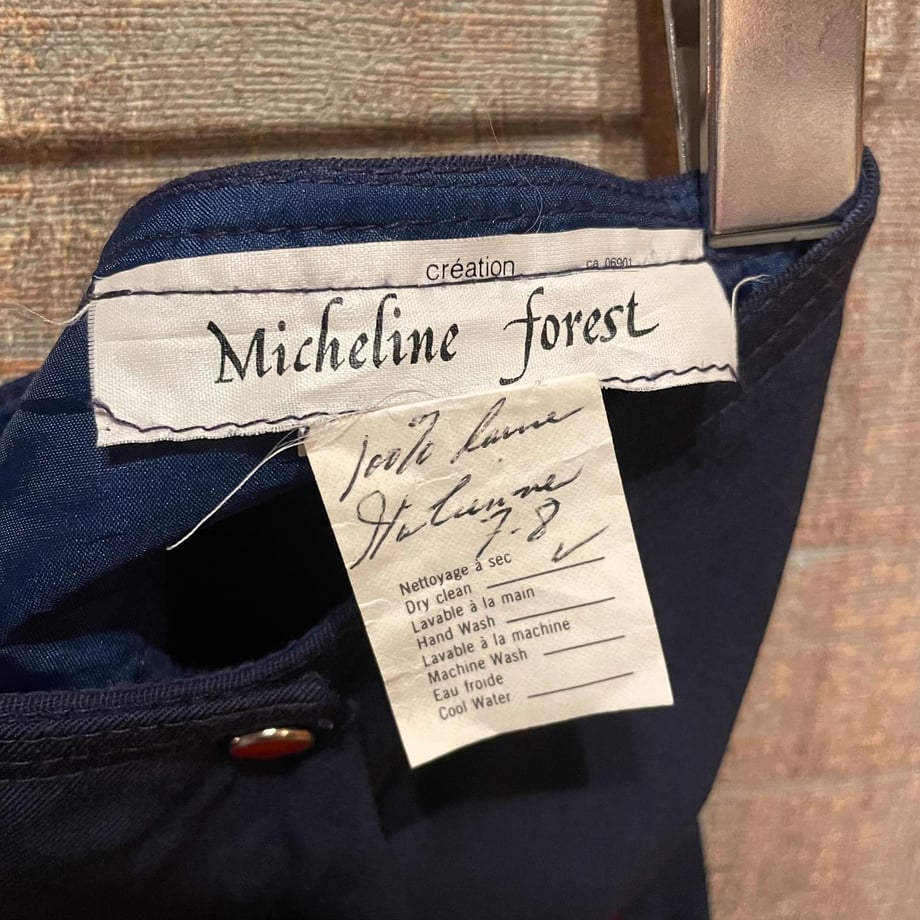 création
ca 06901
Micheline forest
100% laine
Italienne
7-8
Nettoyage à sec
Dry clean ✓
Lavable à la main
Hand Wash
Lavable à la machine
Machine Wash
Eau froide
Cool Water